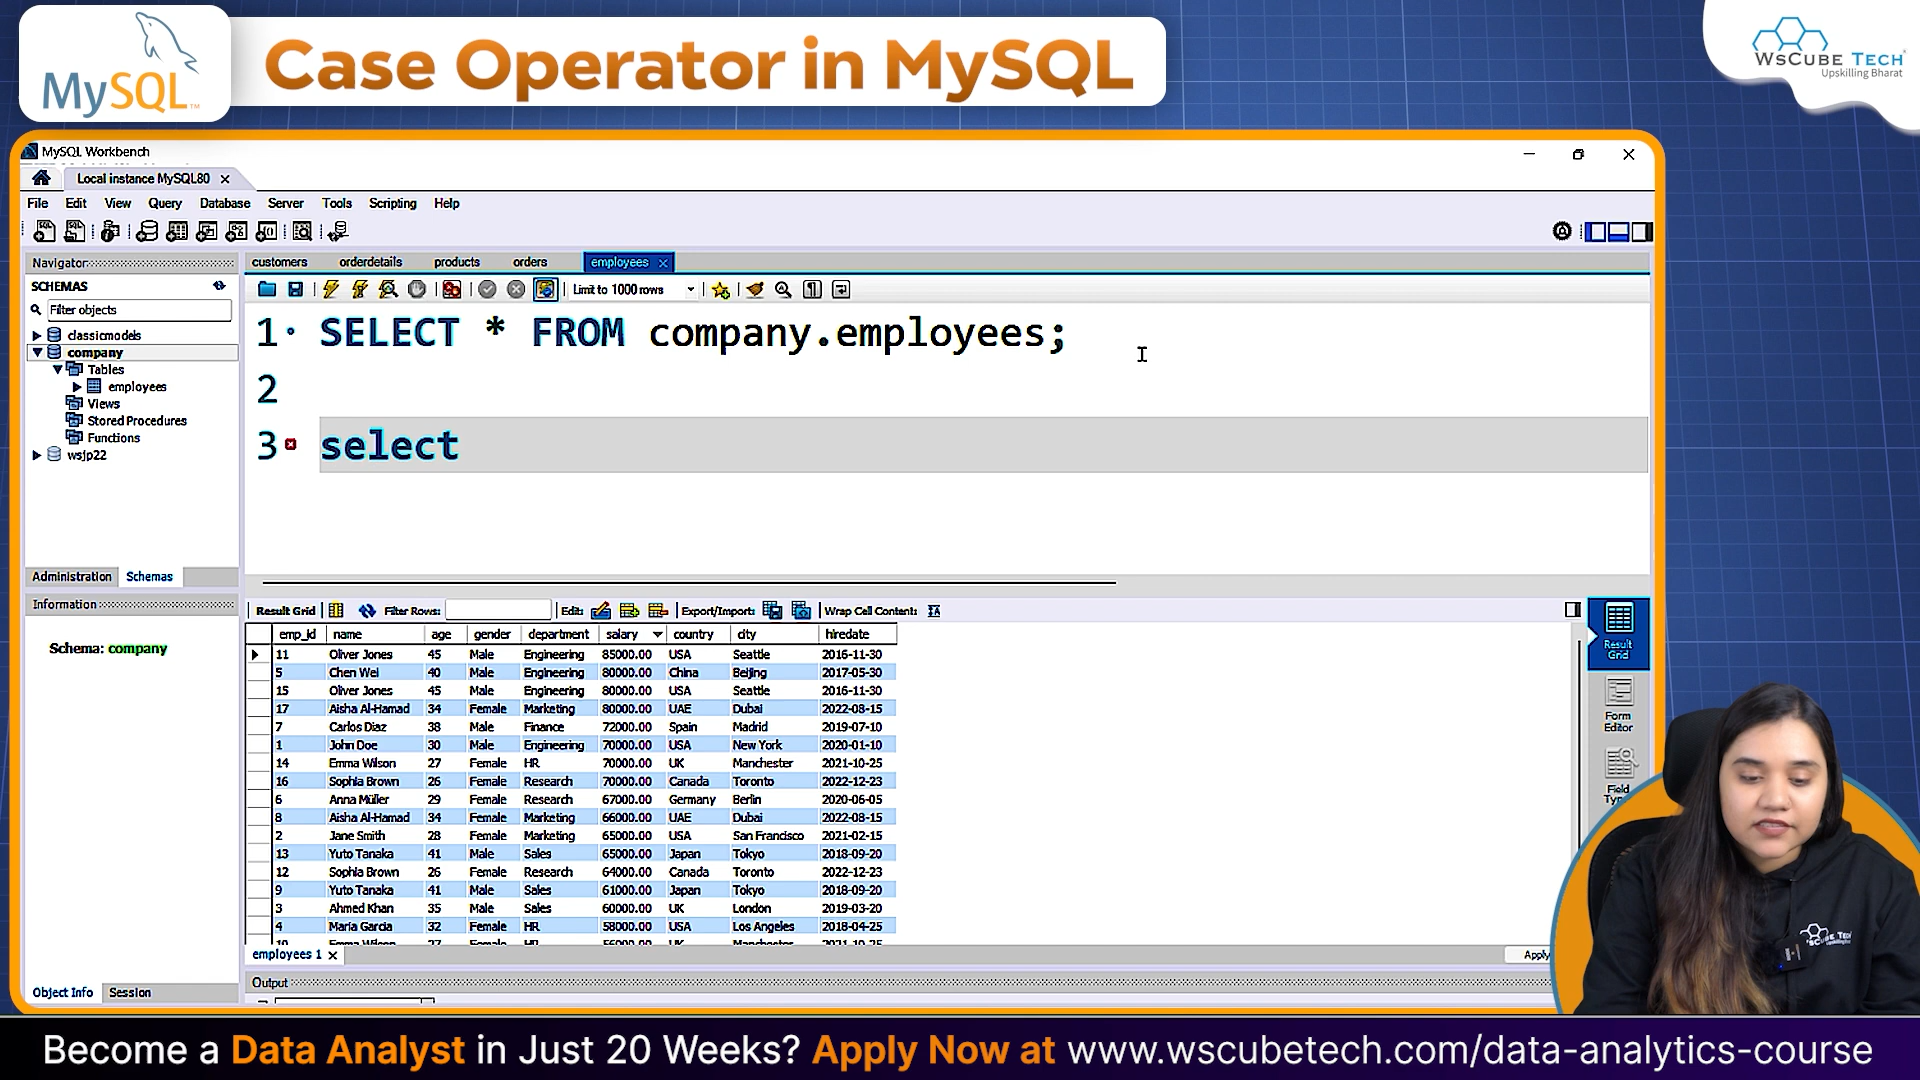 MySQL™
Case Operator in MySQL
WsCube Tech
Upskilling Bharat
MySQL Workbench
Local instance MySQL80
File Edit View Query Database Server Tools Scripting Help
Navigator
SCHEMAS
Filter objects
classicmodels
company
Tables
employees
Views
Stored Procedures
Functions
wsjp22
Administration Schemas
Information
Schema: company
Object Info Session
customers orderdetails products orders employees
Limit to 1000 rows
1 SELECT * FROM company.employees;
2
3 select
Result Grid Filter Rows: Edit: Export/Import: Wrap Cell Content:
emp_id name age gender department salary country city hiredate
11 Oliver Jones 45 Male Engineering 85000.00 USA Seattle 2016-11-30
5 Chen Wei 40 Male Engineering 80000.00 China Beijing 2017-05-30
15 Oliver Jones 45 Male Engineering 80000.00 USA Seattle 2016-11-30
17 Aisha Al-Hamad 34 Female Marketing 80000.00 UAE Dubai 2022-08-15
7 Carlos Diaz 38 Male Finance 72000.00 Spain Madrid 2019-07-10
1 John Doe 30 Male Engineering 70000.00 USA New York 2020-01-10
14 Emma Wilson 27 Female HR 70000.00 UK Manchester 2021-10-25
16 Sophia Brown 26 Female Research 70000.00 Canada Toronto 2022-12-23
6 Anna Müller 29 Female Research 67000.00 Germany Berlin 2020-06-05
8 Aisha Al-Hamad 34 Female Marketing 66000.00 UAE Dubai 2022-08-15
2 Jane Smith 28 Female Marketing 65000.00 USA San Francisco 2021-02-15
13 Yuto Tanaka 41 Male Sales 65000.00 Japan Tokyo 2018-09-20
12 Sophia Brown 26 Female Research 64000.00 Canada Toronto 2022-12-23
9 Yuto Tanaka 41 Male Sales 61000.00 Japan Tokyo 2018-09-20
3 Ahmed Khan 35 Male Sales 60000.00 UK London 2019-03-20
4 Maria Garcia 32 Female HR 58000.00 USA Los Angeles 2018-04-25
Result
Grid
Form
Editor
Field
employees 1
Apply
Output
WsCube Tech
Become a Data Analyst in Just 20 Weeks? Apply Now at www.wscubetech.com/data-analytics-course